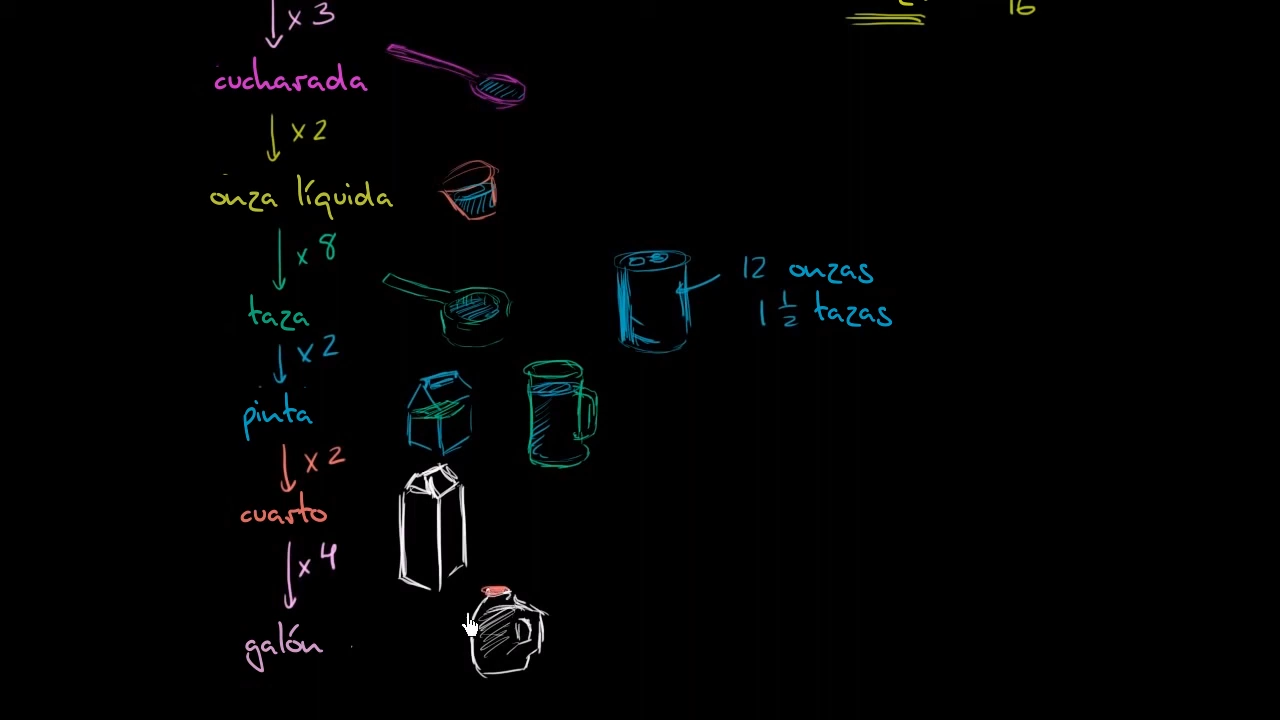 x 3
16
cucharada
x 2
onza líquida
x 8
12 onzas
taza
1 1/2 tazas
x 2
pinta
x 2
cuarto
x 4
galón